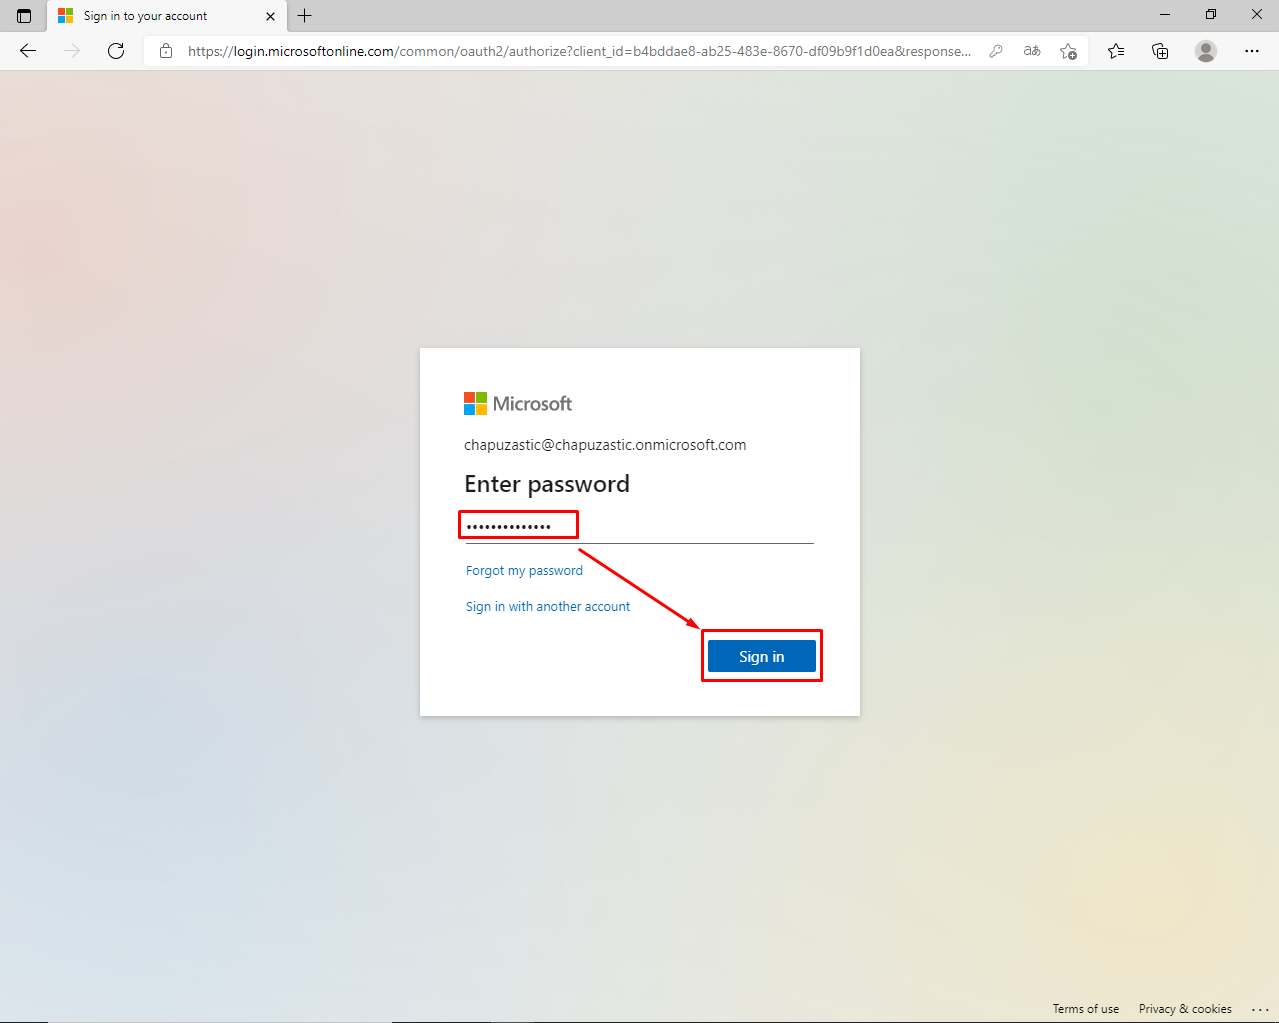 Sign in to your account
https://login.microsoftonline.com/common/oauth2/authorize?client_id=b4bddae8-ab25-483e-8670-df09b9f1d0ea&response...
aあ
Microsoft
chapuzastic@chapuzastic.onmicrosoft.com
Enter password
••••••••••••••
Forgot my password
Sign in with another account
Sign in
Terms of use Privacy & cookies ...